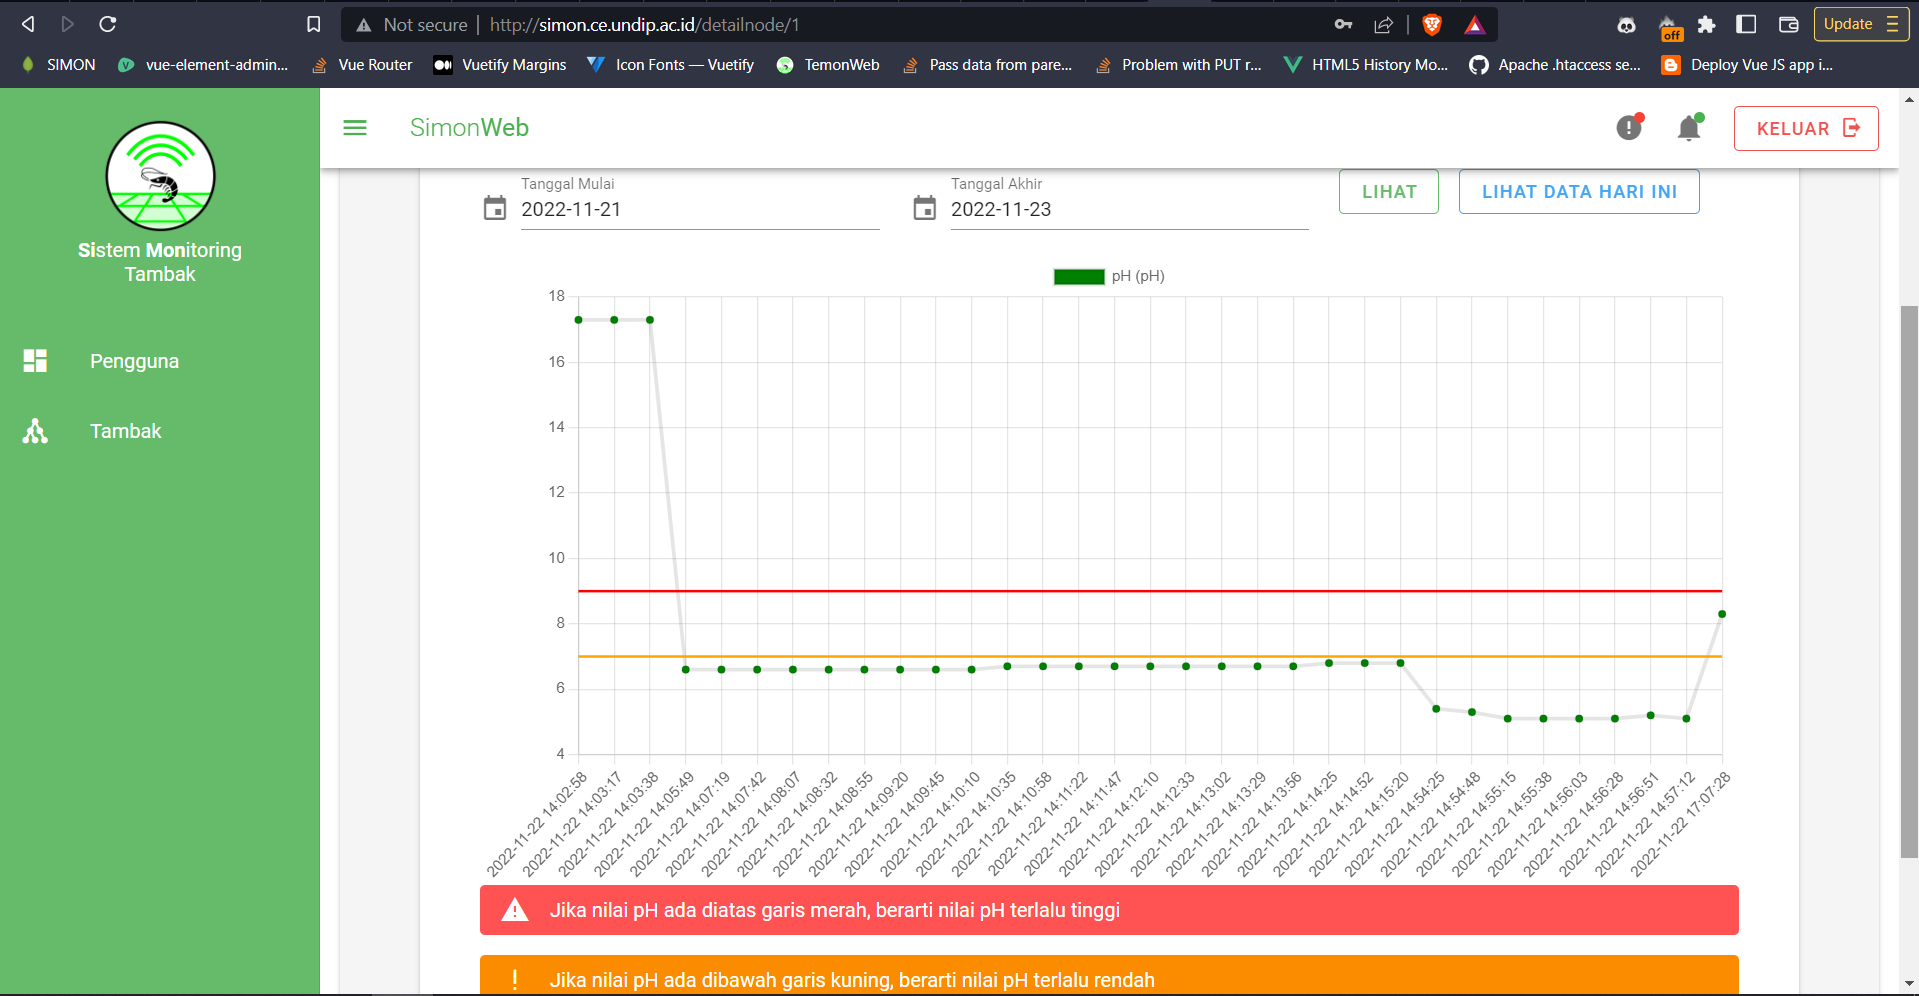 Not secure | http://simon.ce.undip.ac.id/detailnode/1
off
Update
SIMON
vue-element-admin...
Vue Router
Vuetify Margins
Icon Fonts — Vuetify
TemonWeb
Pass data from pare...
Problem with PUT r...
HTML5 History Mo...
Apache .htaccess se...
Deploy Vue JS app i...
Sistem Monitoring
Tambak
Pengguna
Tambak
SimonWeb
KELUAR
Tanggal Mulai
2022-11-21
Tanggal Akhir
2022-11-23
LIHAT
LIHAT DATA HARI INI
pH (pH)
18
16
14
12
10
8
6
4
2022-11-22 14:02:58
2022-11-22 14:03:17
2022-11-22 14:03:38
2022-11-22 14:05:49
2022-11-22 14:07:19
2022-11-22 14:07:42
2022-11-22 14:08:07
2022-11-22 14:08:32
2022-11-22 14:08:55
2022-11-22 14:09:20
2022-11-22 14:09:45
2022-11-22 14:10:10
2022-11-22 14:10:35
2022-11-22 14:10:58
2022-11-22 14:11:22
2022-11-22 14:11:47
2022-11-22 14:12:10
2022-11-22 14:12:33
2022-11-22 14:13:02
2022-11-22 14:13:29
2022-11-22 14:13:56
2022-11-22 14:14:25
2022-11-22 14:14:52
2022-11-22 14:15:20
2022-11-22 14:54:25
2022-11-22 14:54:48
2022-11-22 14:55:15
2022-11-22 14:55:38
2022-11-22 14:56:03
2022-11-22 14:56:28
2022-11-22 14:56:51
2022-11-22 14:57:12
2022-11-22 17:07:28
Jika nilai pH ada diatas garis merah, berarti nilai pH terlalu tinggi
Jika nilai pH ada dibawah garis kuning, berarti nilai pH terlalu rendah